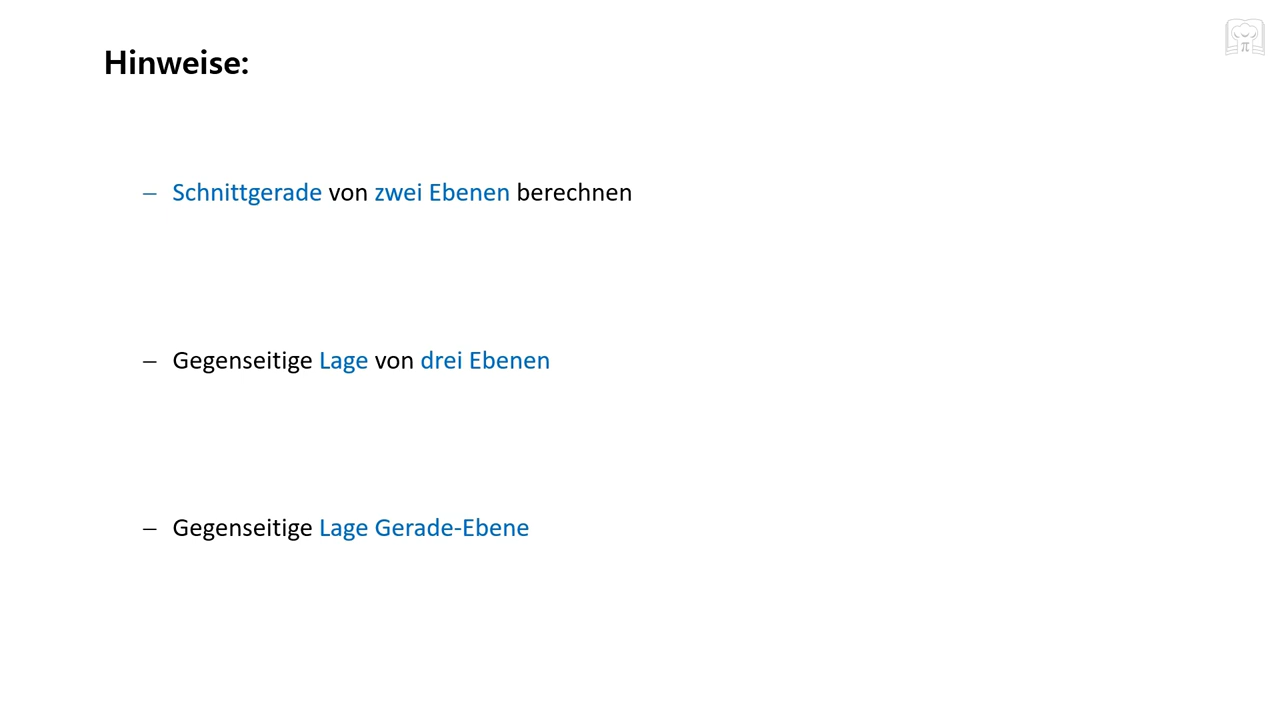 Hinweise:
– Schnittgerade von zwei Ebenen berechnen
– Gegenseitige Lage von drei Ebenen
– Gegenseitige Lage Gerade-Ebene
π